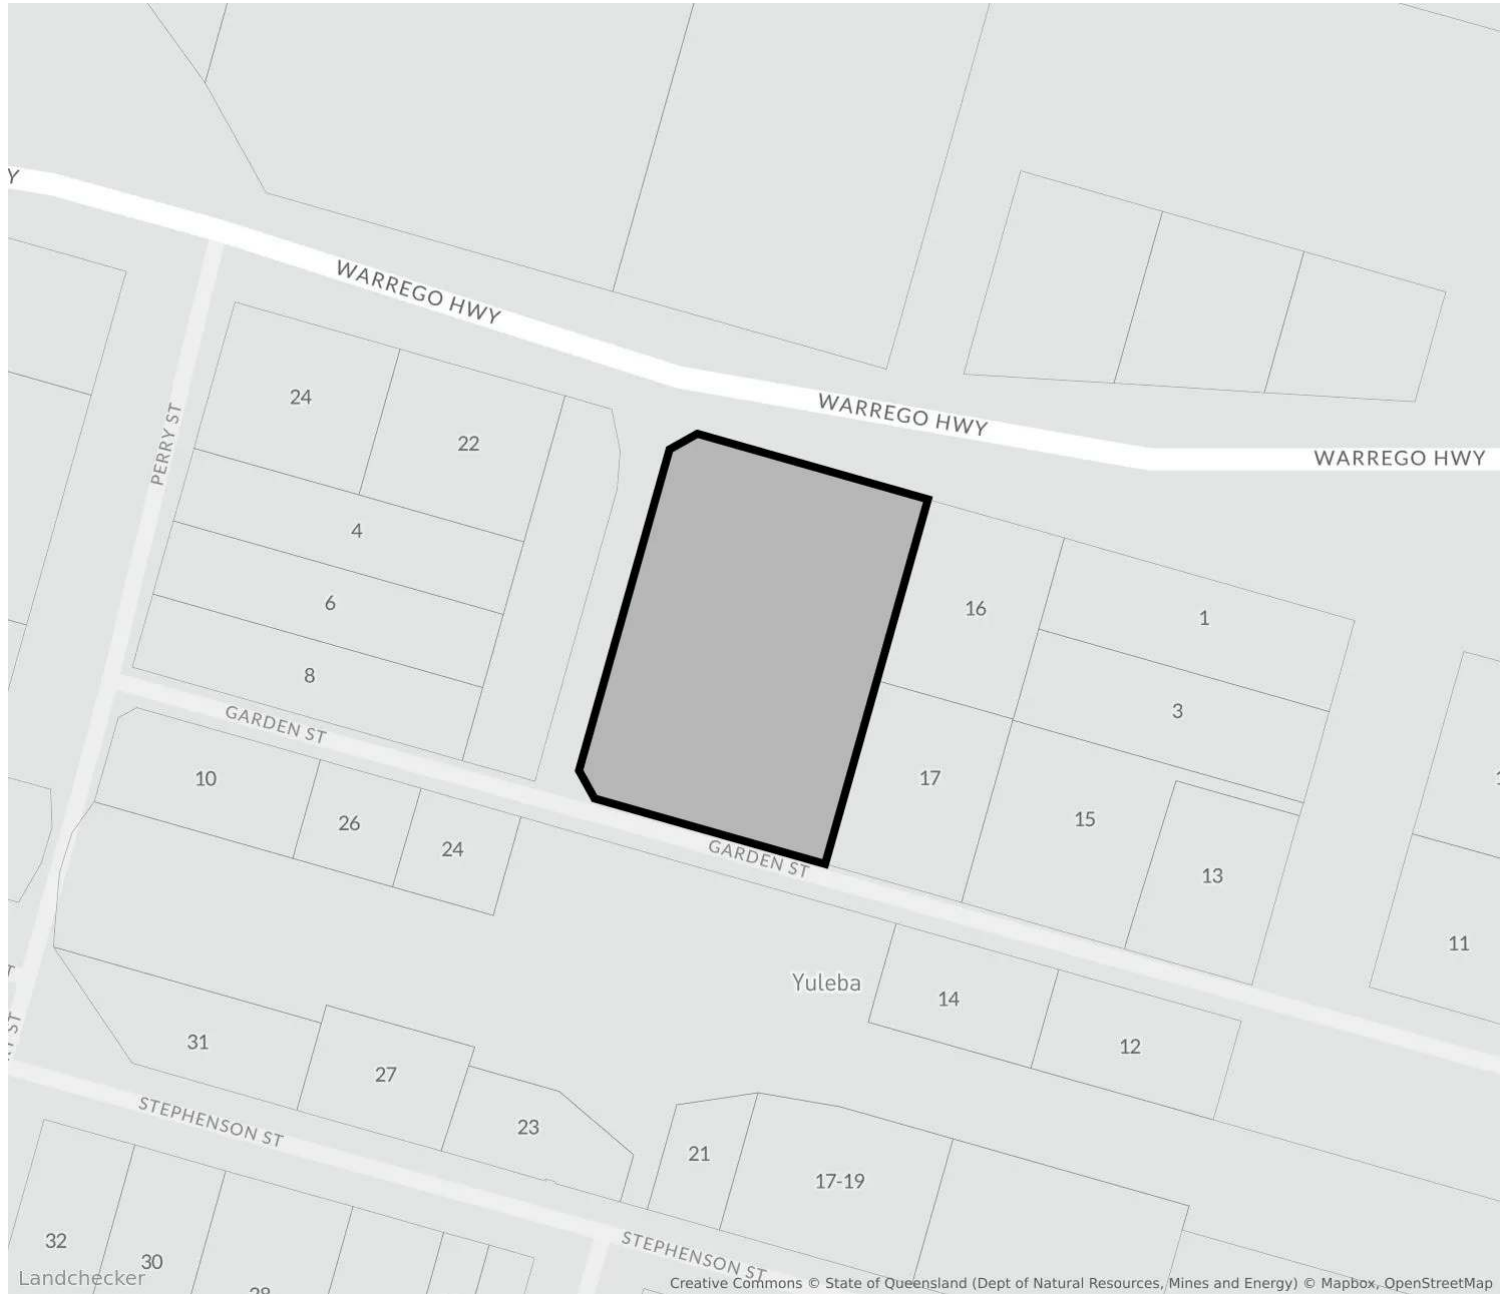 Y
WARREGO HWY
WARREGO HWY
WARREGO HWY
PERRY ST
24
22
4
6
8
16
1
3
GARDEN ST
10
26
24
17
15
13
11
GARDEN ST
Yuleba
14
12
31
27
23
21
17-19
STEPHENSON ST
STEPHENSON ST
32
30
Landchecker
Creative Commons © State of Queensland (Dept of Natural Resources, Mines and Energy) © Mapbox, OpenStreetMap